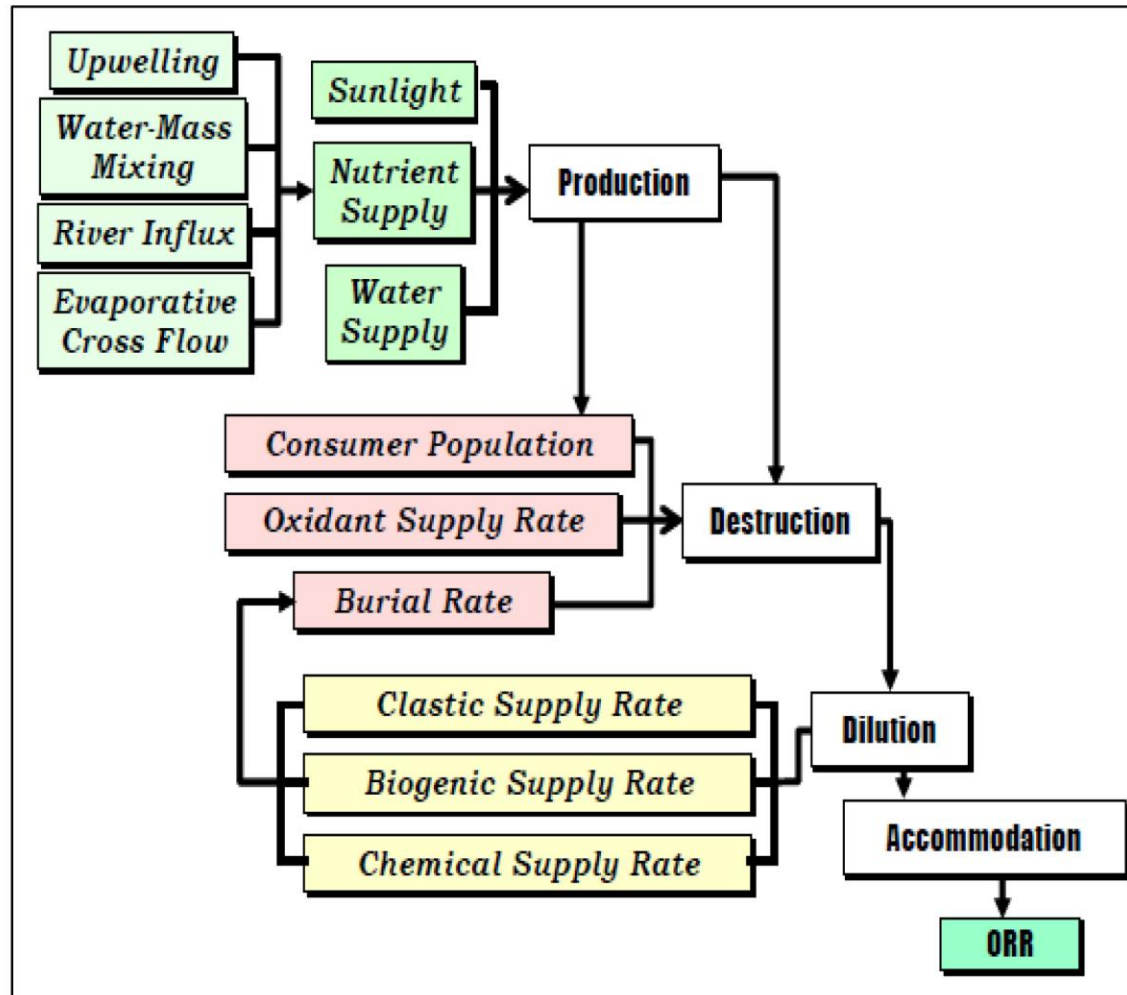 Upwelling
Water-Mass
Mixing
River Influx
Evaporative
Cross Flow
Sunlight
Nutrient
Supply
Water
Supply
Production
Consumer Population
Oxidant Supply Rate
Burial Rate
Destruction
Clastic Supply Rate
Biogenic Supply Rate
Chemical Supply Rate
Dilution
Accommodation
ORR